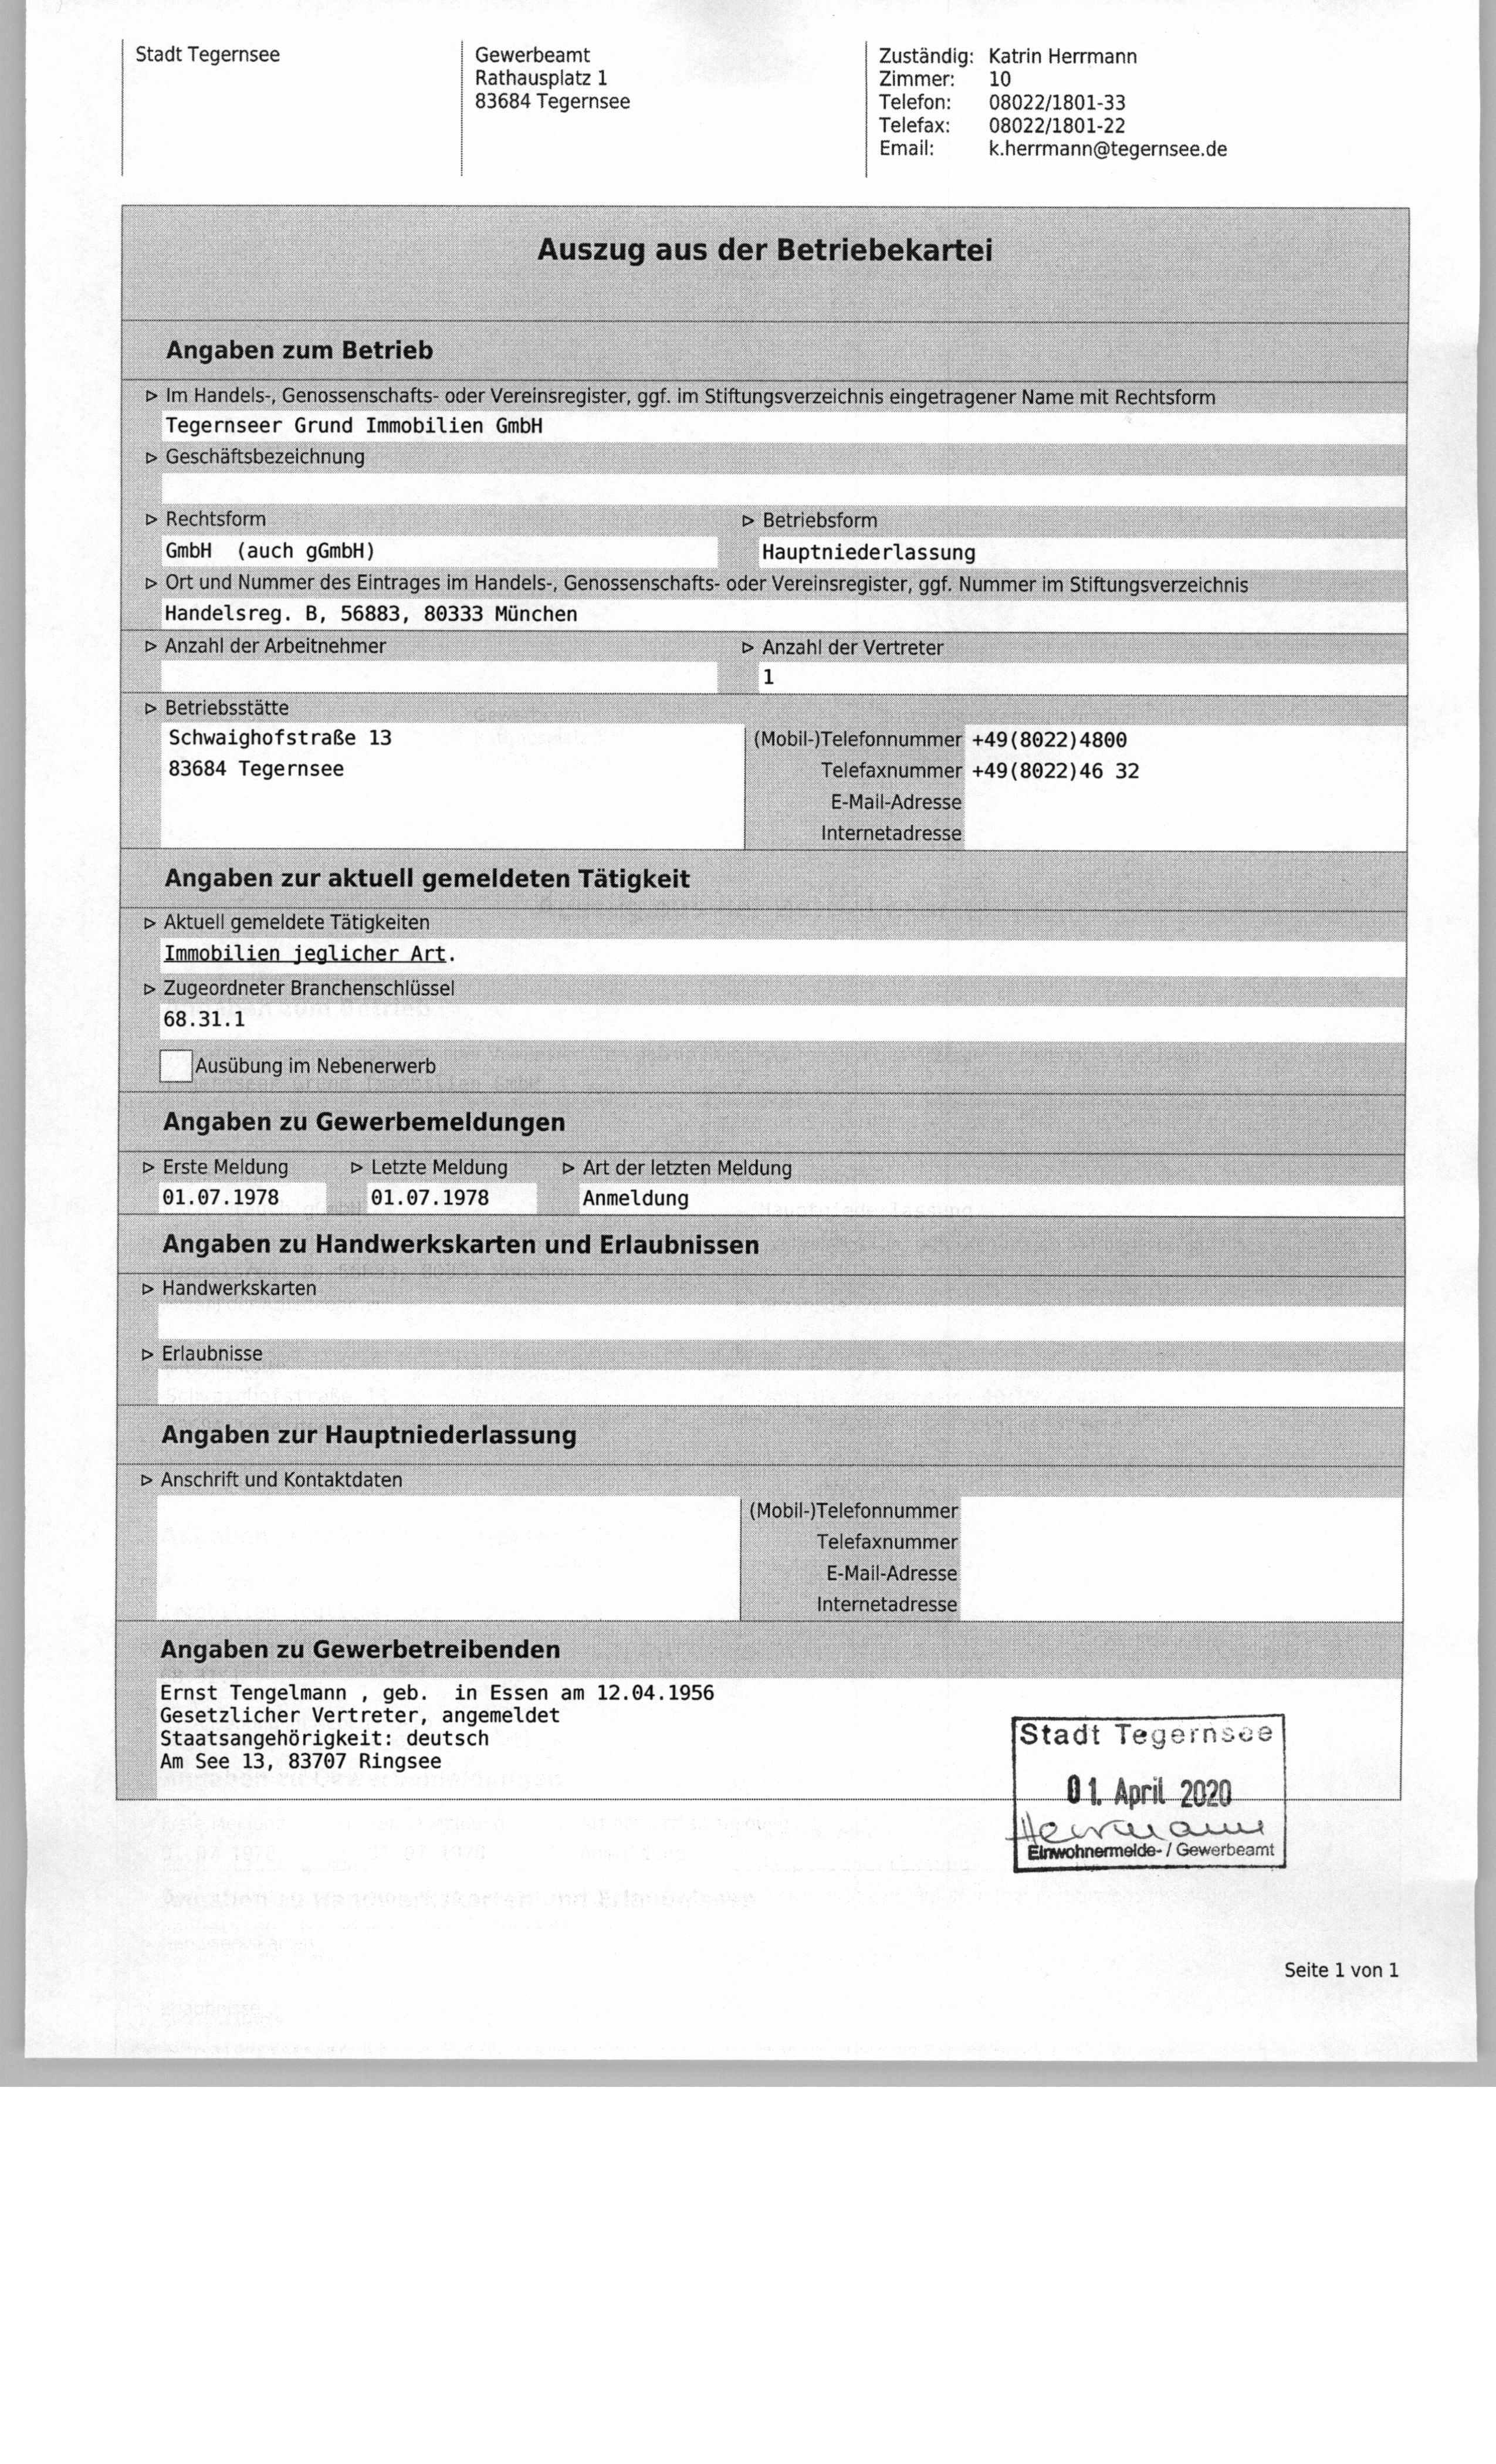 Stadt Tegernsee
Gewerbeamt
Rathausplatz 1
83684 Tegernsee
Zuständig: Katrin Herrmann
Zimmer: 10
Telefon: 08022/1801-33
Telefax: 08022/1801-22
Email: k.herrmann@tegernsee.de
Auszug aus der Betriebekartei
Angaben zum Betrieb
▷ Im Handels-, Genossenschafts- oder Vereinsregister, ggf. im Stiftungsverzeichnis eingetragener Name mit Rechtsform
Tegernseer Grund Immobilien GmbH
▷ Geschäftsbezeichnung
▷ Rechtsform ▷ Betriebsform
GmbH (auch gGmbH) Hauptniederlassung
▷ Ort und Nummer des Eintrages im Handels-, Genossenschafts- oder Vereinsregister, ggf. Nummer im Stiftungsverzeichnis
Handelsreg. B, 56883, 80333 München
▷ Anzahl der Arbeitnehmer ▷ Anzahl der Vertreter
1
▷ Betriebsstätte
Schwaighofstraße 13
83684 Tegernsee
(Mobil-)Telefonnummer +49(8022)4800
Telefaxnummer +49(8022)46 32
E-Mail-Adresse
Internetadresse
Angaben zur aktuell gemeldeten Tätigkeit
▷ Aktuell gemeldete Tätigkeiten
Immobilien jeglicher Art.
▷ Zugeordneter Branchenschlüssel
68.31.1
Ausübung im Nebenerwerb
Angaben zu Gewerbemeldungen
▷ Erste Meldung ▷ Letzte Meldung ▷ Art der letzten Meldung
01.07.1978 01.07.1978 Anmeldung
Angaben zu Handwerkskarten und Erlaubnissen
▷ Handwerkskarten
▷ Erlaubnisse
Angaben zur Hauptniederlassung
▷ Anschrift und Kontaktdaten
(Mobil-)Telefonnummer
Telefaxnummer
E-Mail-Adresse
Internetadresse
Angaben zu Gewerbetreibenden
Ernst Tengelmann , geb. in Essen am 12.04.1956
Gesetzlicher Vertreter, angemeldet
Staatsangehörigkeit: deutsch
Am See 13, 83707 Ringsee
Stadt Tegernsee
01. April 2020
Herrmann
Einwohnermelde- / Gewerbeamt
Seite 1 von 1